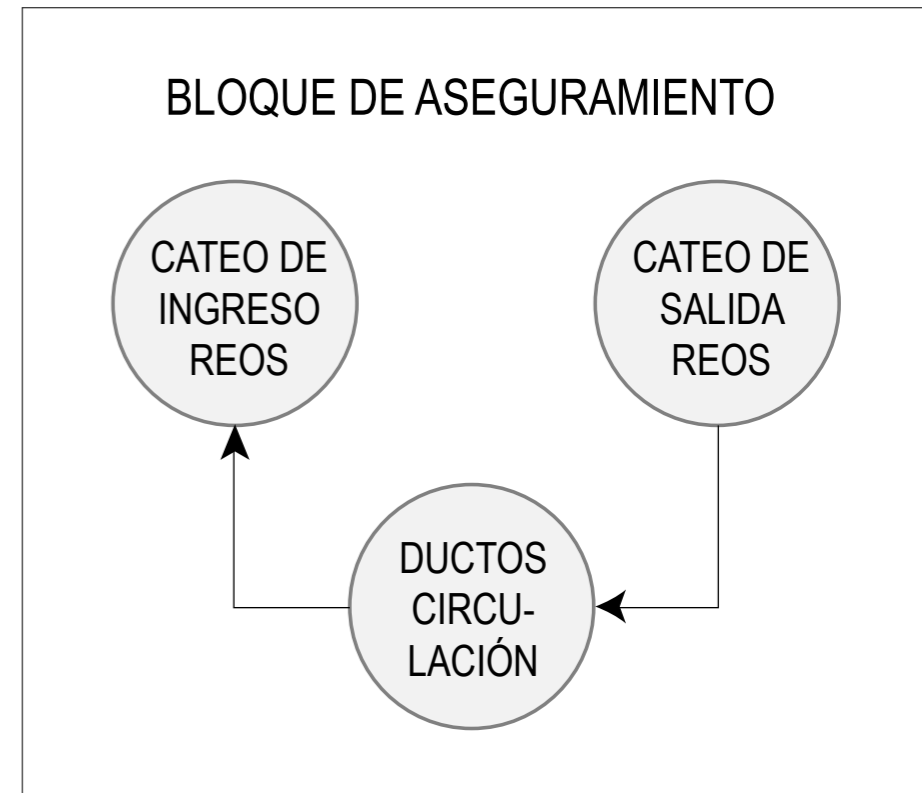 BLOQUE DE ASEGURAMIENTO
CATEO DE
INGRESO
REOS
CATEO DE
SALIDA
REOS
DUCTOS
CIRCU-
LACIÓN